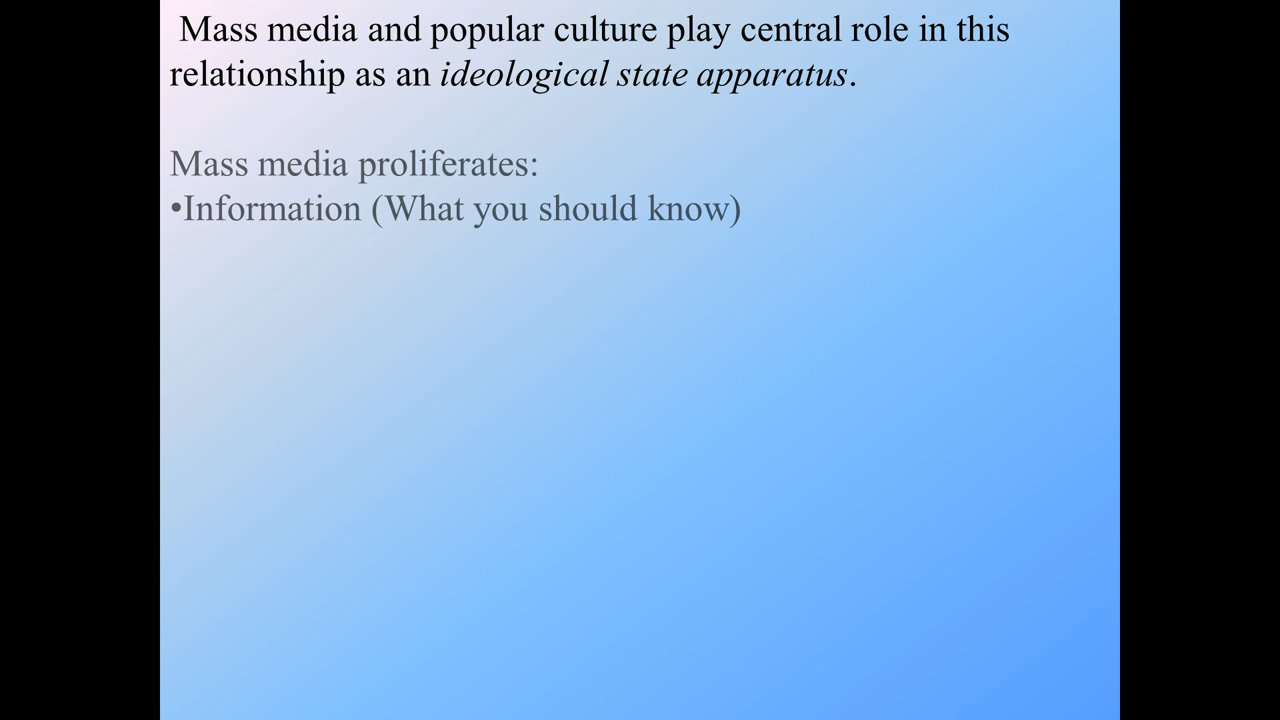 Mass media and popular culture play central role in this
relationship as an ideological state apparatus.
Mass media proliferates:
•Information (What you should know)